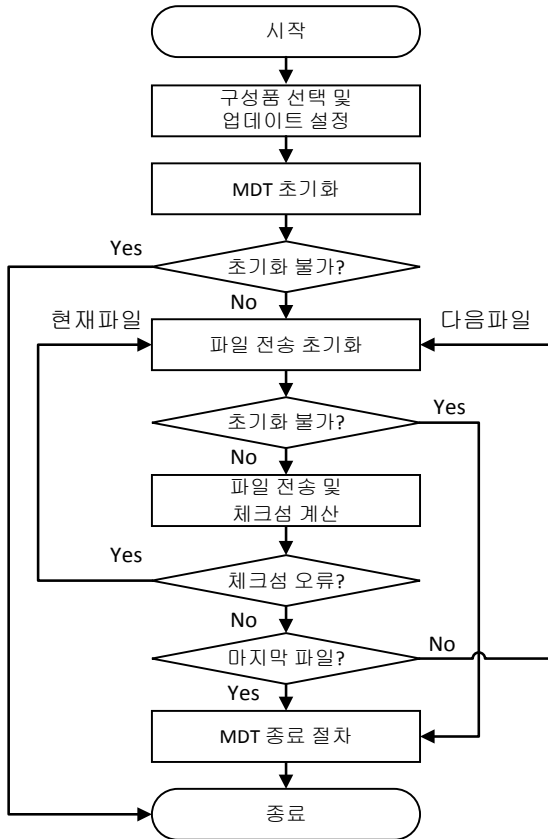 시작
구성품 선택 및
업데이트 설정
MDT 초기화
Yes
초기화 불가?
No
현재파일
다음파일
파일 전송 초기화
초기화 불가?
Yes
No
파일 전송 및
체크섬 계산
Yes
체크섬 오류?
No
마지막 파일?
No
Yes
MDT 종료 절차
종료